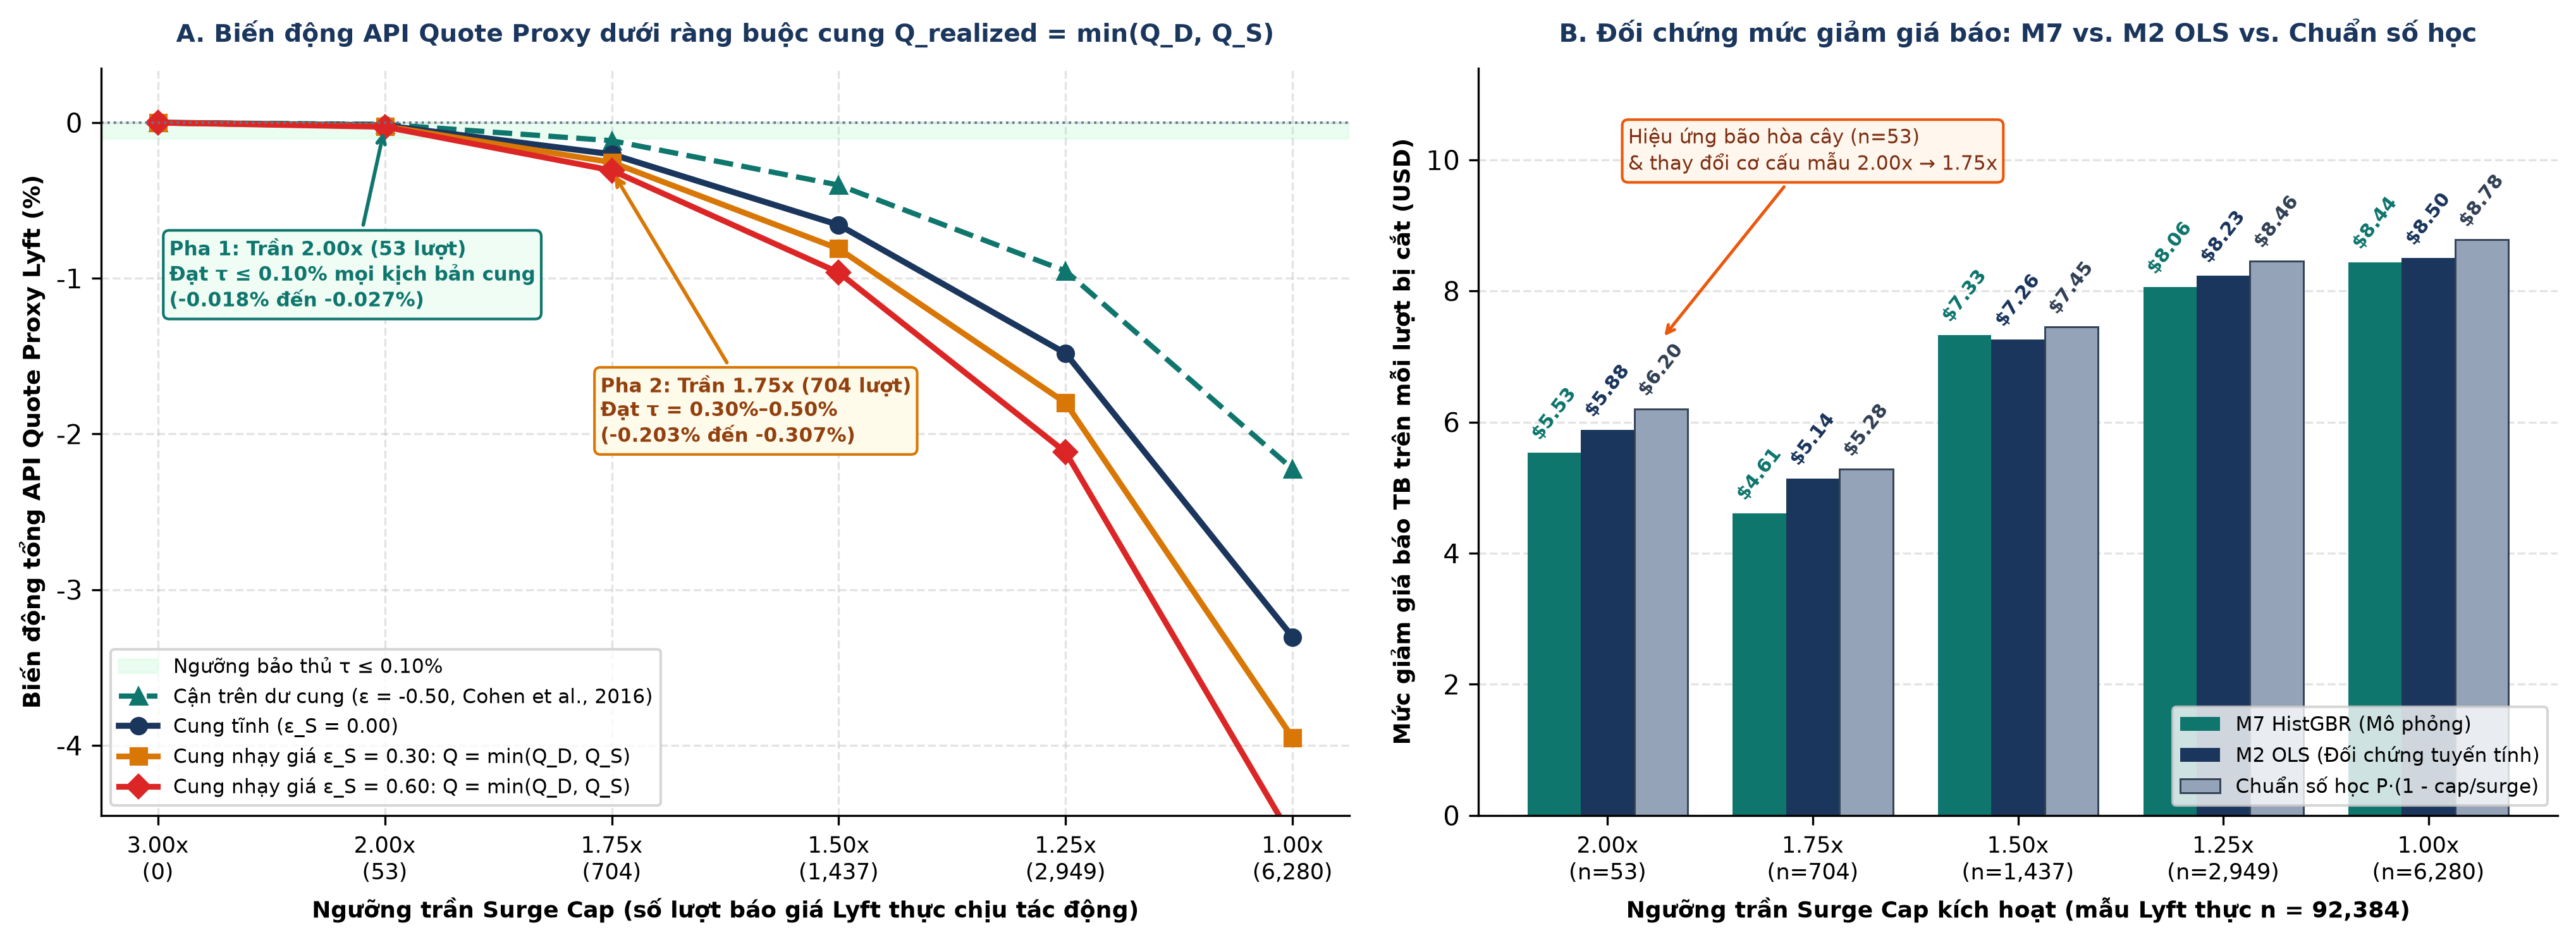 A. Biến động API Quote Proxy dưới ràng buộc cung Q_realized = min(Q_D, Q_S)
Biến động tổng API Quote Proxy Lyft (%)
0
-1
-2
-3
-4
Pha 1: Trần 2.00x (53 lượt)
Đạt τ ≤ 0.10% mọi kịch bản cung
(-0.018% đến -0.027%)
Pha 2: Trần 1.75x (704 lượt)
Đạt τ = 0.30%–0.50%
(-0.203% đến -0.307%)
Ngưỡng bảo thủ τ ≤ 0.10%
Cận trên dư cung (ε = -0.50, Cohen et al., 2016)
Cung tĩnh (ε_S = 0.00)
Cung nhạy giá ε_S = 0.30: Q = min(Q_D, Q_S)
Cung nhạy giá ε_S = 0.60: Q = min(Q_D, Q_S)
3.00x
(0)
2.00x
(53)
1.75x
(704)
1.50x
(1,437)
1.25x
(2,949)
1.00x
(6,280)
Ngưỡng trần Surge Cap (số lượt báo giá Lyft thực chịu tác động)
B. Đối chứng mức giảm giá báo: M7 vs. M2 OLS vs. Chuẩn số học
Mức giảm giá báo TB trên mỗi lượt bị cắt (USD)
10
8
6
4
2
0
Hiệu ứng bão hòa cây (n=53)
& thay đổi cơ cấu mẫu 2.00x → 1.75x
$5.53
$5.88
$6.20
$4.61
$5.14
$5.28
$7.33
$7.26
$7.45
$8.06
$8.23
$8.46
$8.44
$8.50
$8.78
M7 HistGBR (Mô phỏng)
M2 OLS (Đối chứng tuyến tính)
Chuẩn số học P·(1 - cap/surge)
2.00x
(n=53)
1.75x
(n=704)
1.50x
(n=1,437)
1.25x
(n=2,949)
1.00x
(n=6,280)
Ngưỡng trần Surge Cap kích hoạt (mẫu Lyft thực n = 92,384)